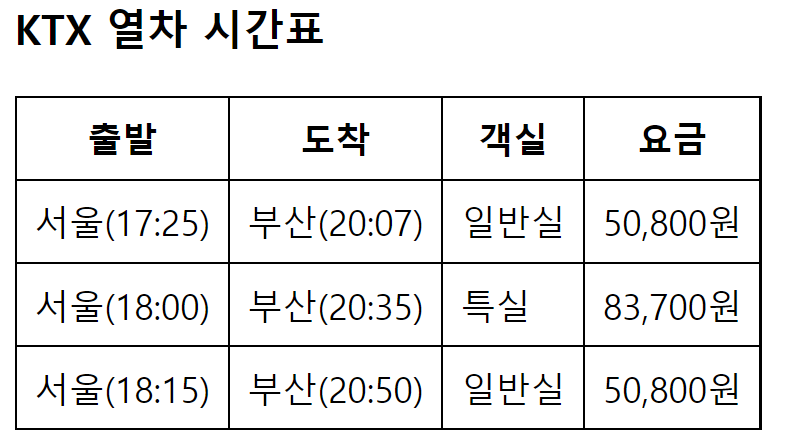 KTX 열차 시간표
출발 도착 객실 요금
서울(17:25) 부산(20:07) 일반실 50,800원
서울(18:00) 부산(20:35) 특실 83,700원
서울(18:15) 부산(20:50) 일반실 50,800원